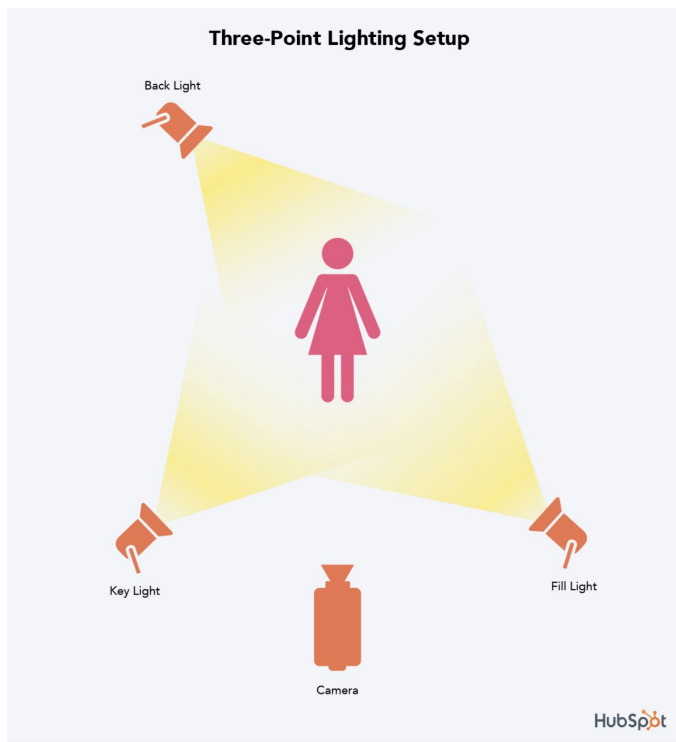 Three-Point Lighting Setup
Back Light
Key Light
Fill Light
Camera
HubSpot